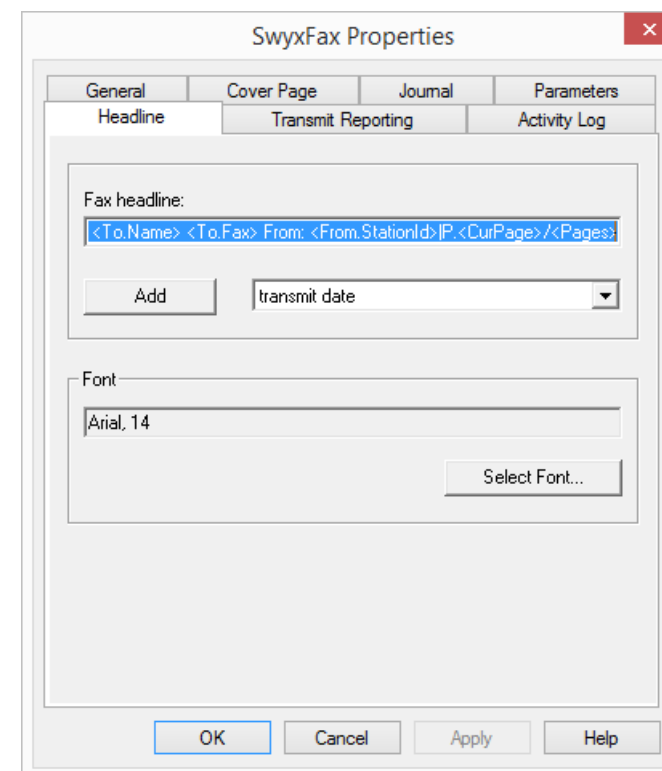 SwyxFax Properties
General Cover Page Journal Parameters
Headline Transmit Reporting Activity Log
Fax headline:
<To.Name> <To.Fax> From: <From.StationId>|P.<CurPage>/<Pages>
Add transmit date
Font
Arial, 14
Select Font...
OK Cancel Apply Help